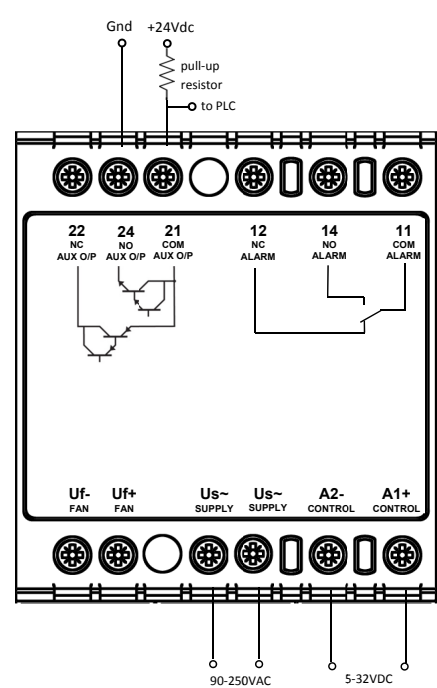 Gnd +24Vdc
pull-up
resistor
to PLC
22 24 21 12 14 11
NC NO COM NC NO COM
AUX O/P AUX O/P AUX O/P ALARM ALARM ALARM
Uf- Uf+ Us~ Us~ A2- A1+
FAN FAN SUPPLY SUPPLY CONTROL CONTROL
90-250VAC 5-32VDC